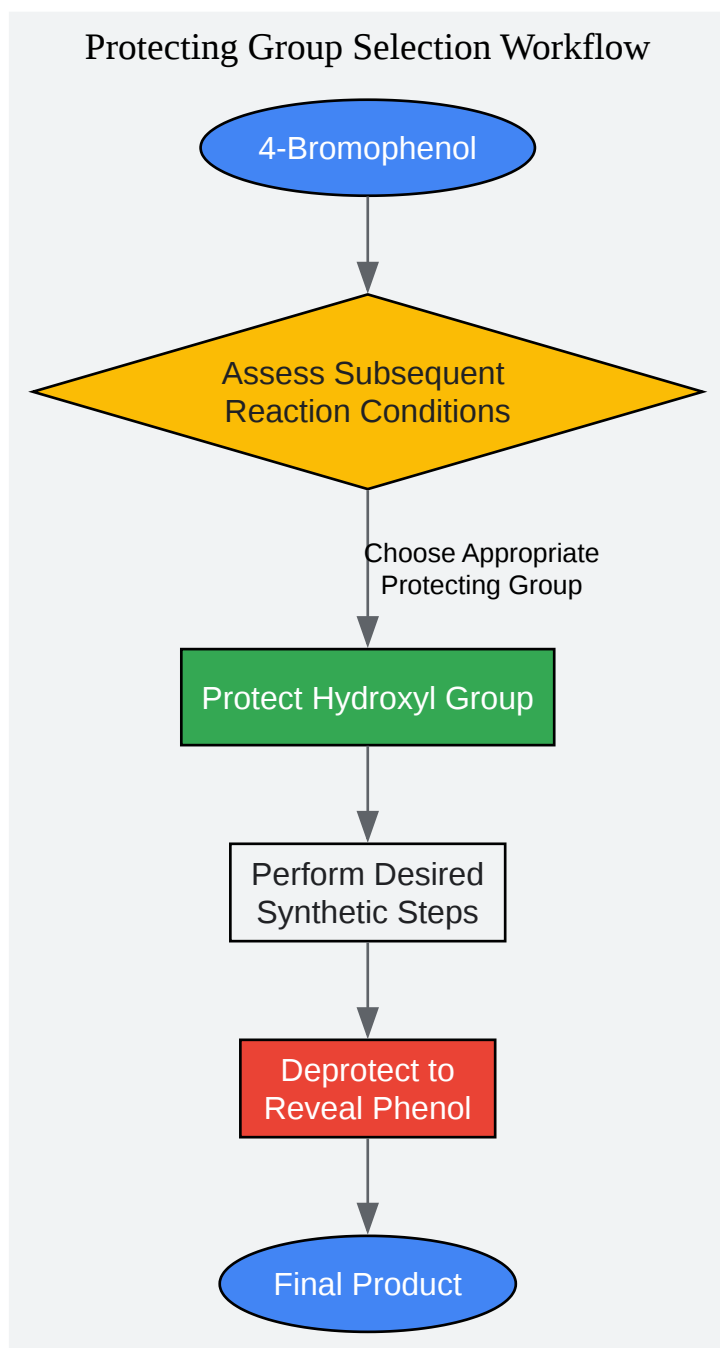 Protecting Group Selection Workflow
4-Bromophenol
Assess Subsequent
Reaction Conditions
Choose Appropriate
Protecting Group
Protect Hydroxyl Group
Perform Desired
Synthetic Steps
Deprotect to
Reveal Phenol
Final Product